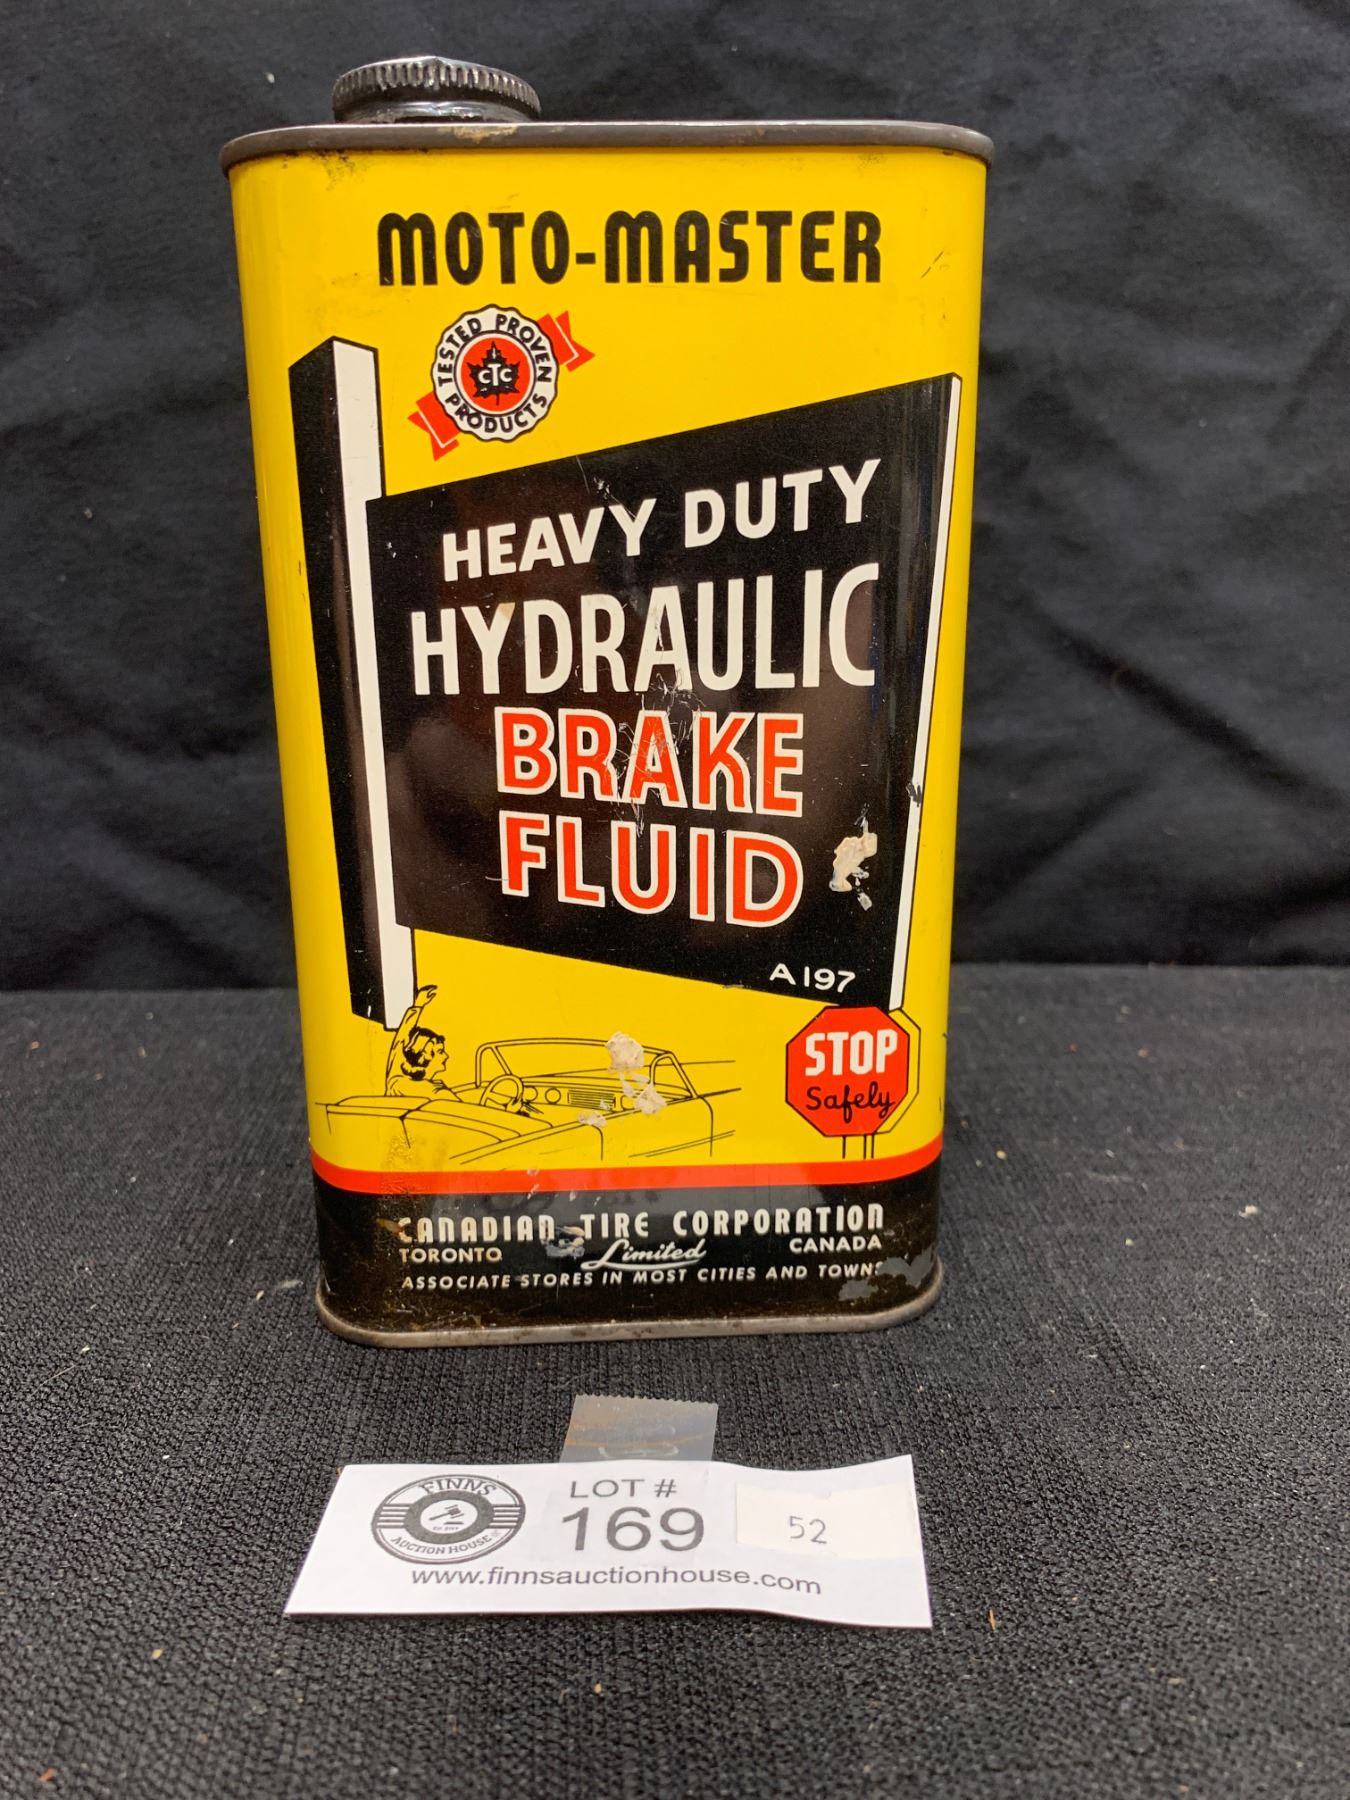 MOTO-MASTER
TESTED PROVEN PRODUCTS
CTC
HEAVY DUTY
HYDRAULIC
BRAKE
FLUID
A197
STOP
Safely
CANADIAN TIRE CORPORATION
TORONTO Limited CANADA
ASSOCIATE STORES IN MOST CITIES AND TOWNS
FINNS
AUCTION HOUSE
LOT #
169
52
www.finnsauctionhouse.com